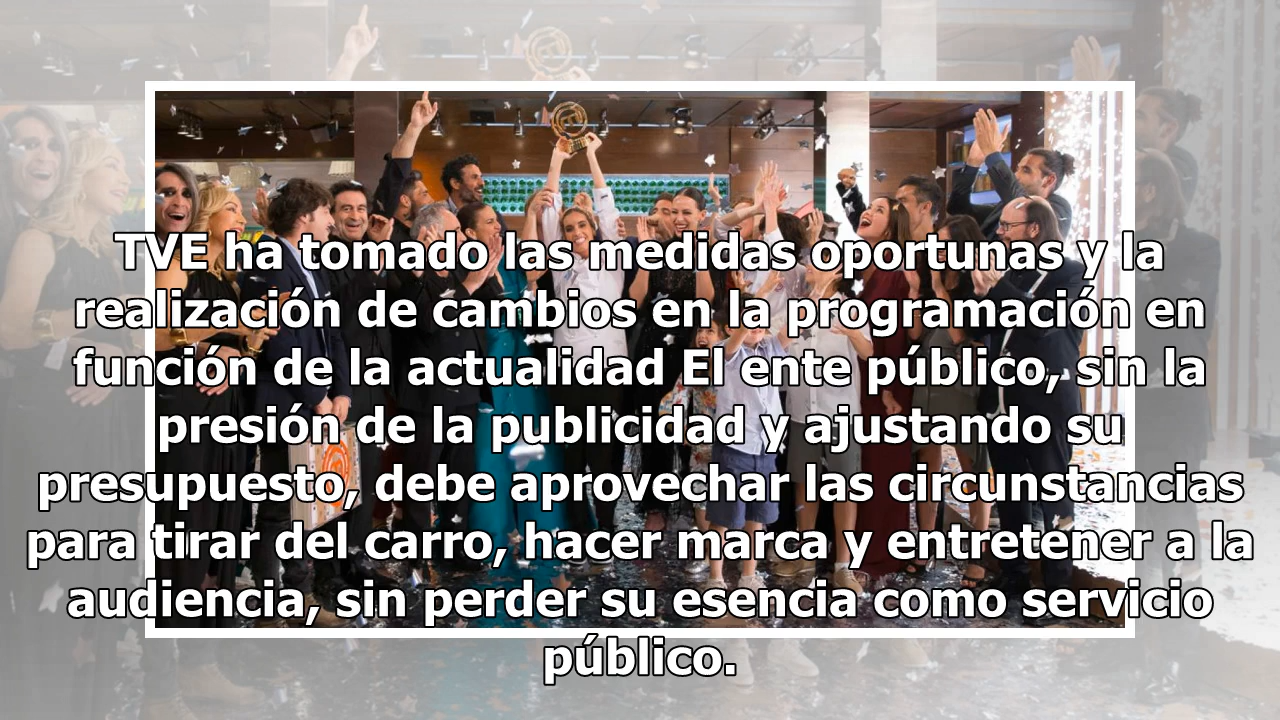 TVE ha tomado las medidas oportunas y la
realización de cambios en la programación en
función de la actualidad El ente público, sin la
presión de la publicidad y ajustando su
presupuesto, debe aprovechar las circunstancias
para tirar del carro, hacer marca y entretener a la
audiencia, sin perder su esencia como servicio
público.